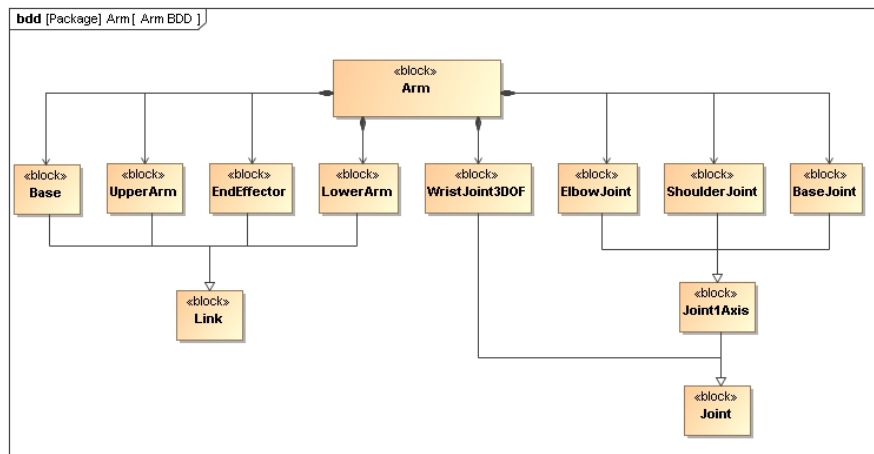 bdd [Package] Arm [ Arm BDD ]
«block»
Arm
«block»
Base
«block»
UpperArm
«block»
EndEffector
«block»
LowerArm
«block»
WristJoint3DOF
«block»
ElbowJoint
«block»
ShoulderJoint
«block»
BaseJoint
«block»
Link
«block»
Joint1Axis
«block»
Joint